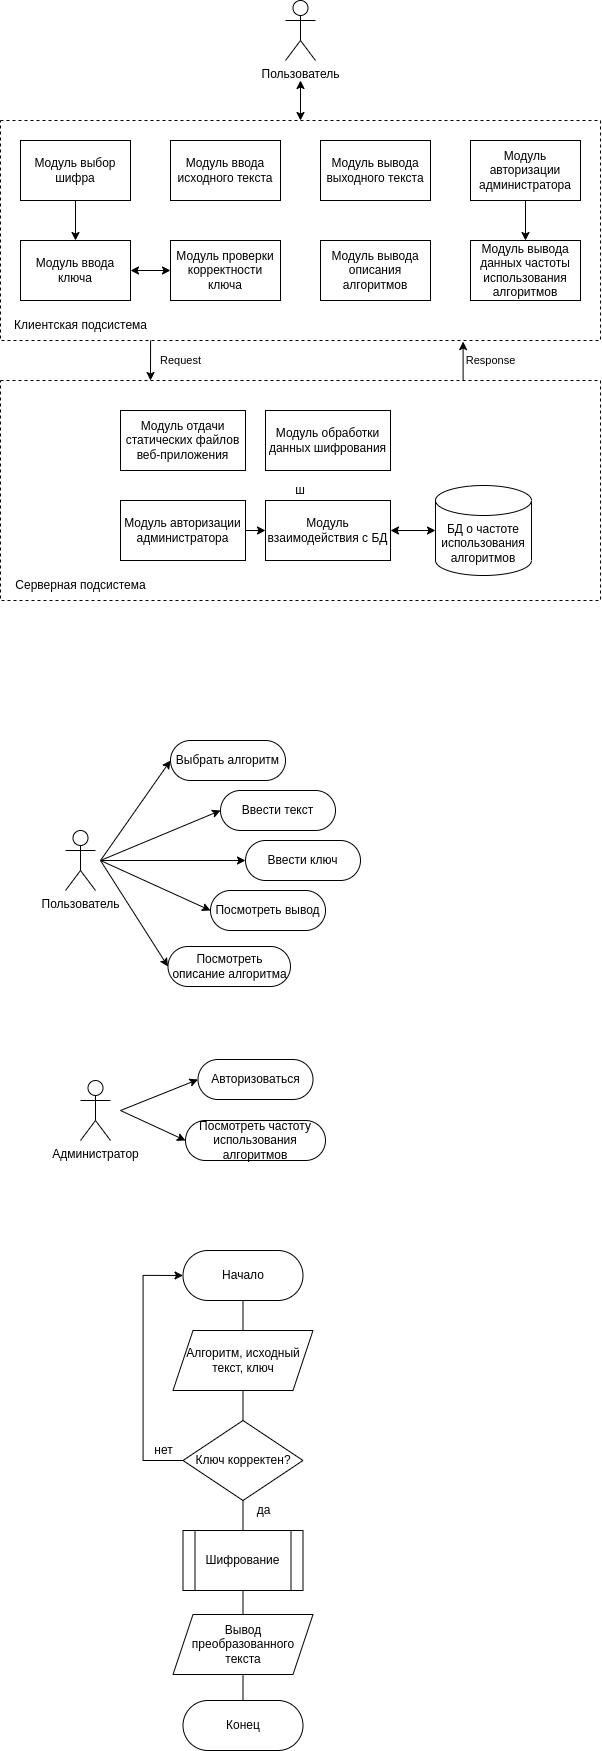 Пользователь
Модуль выбор
шифра
Модуль ввода
исходного текста
Модуль вывода
выходного текста
Модуль
авторизации
администратора
Модуль ввода
ключа
Модуль проверки
корректности
ключа
Модуль вывода
описания
алгоритмов
Модуль вывода
данных частоты
использования
алгоритмов
Клиентская подсистема
Request
Response
Модуль отдачи
статических файлов
веб-приложения
Модуль обработки
данных шифрования
ш
Модуль авторизации
администратора
Модуль
взаимодействия с БД
БД о частоте
использования
алгоритмов
Серверная подсистема
Выбрать алгоритм
Ввести текст
Ввести ключ
Пользователь
Посмотреть вывод
Посмотреть
описание алгоритма
Авторизоваться
Администратор
Посмотреть частоту
использования
алгоритмов
Начало
Алгоритм, исходный
текст, ключ
нет
Ключ корректен?
да
Шифрование
Вывод
преобразованного
текста
Конец